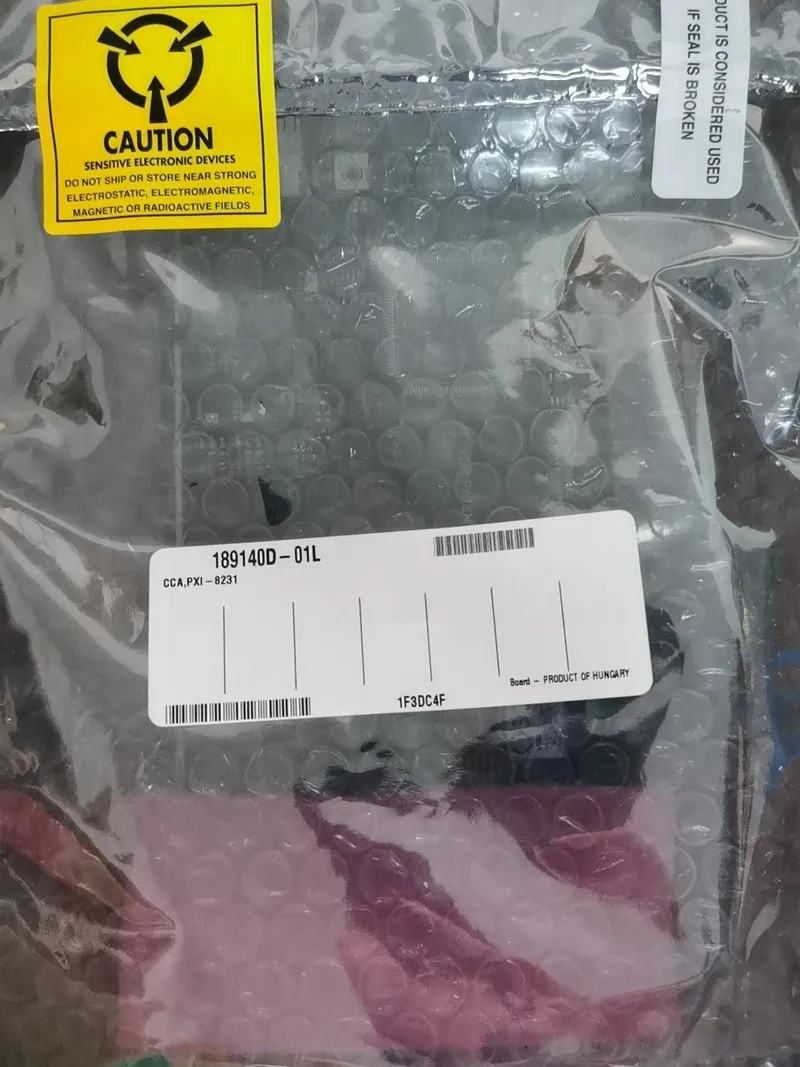 CAUTION
SENSITIVE ELECTRONIC DEVICES
DO NOT SHIP OR STORE NEAR STRONG
ELECTROSTATIC, ELECTROMAGNETIC,
MAGNETIC OR RADIOACTIVE FIELDS
DUCT IS CONSIDERED USED
IF SEAL IS BROKEN
189140D-01L
CCA,PXI-8231
Board - PRODUCT OF HUNGARY
1F3DC4F